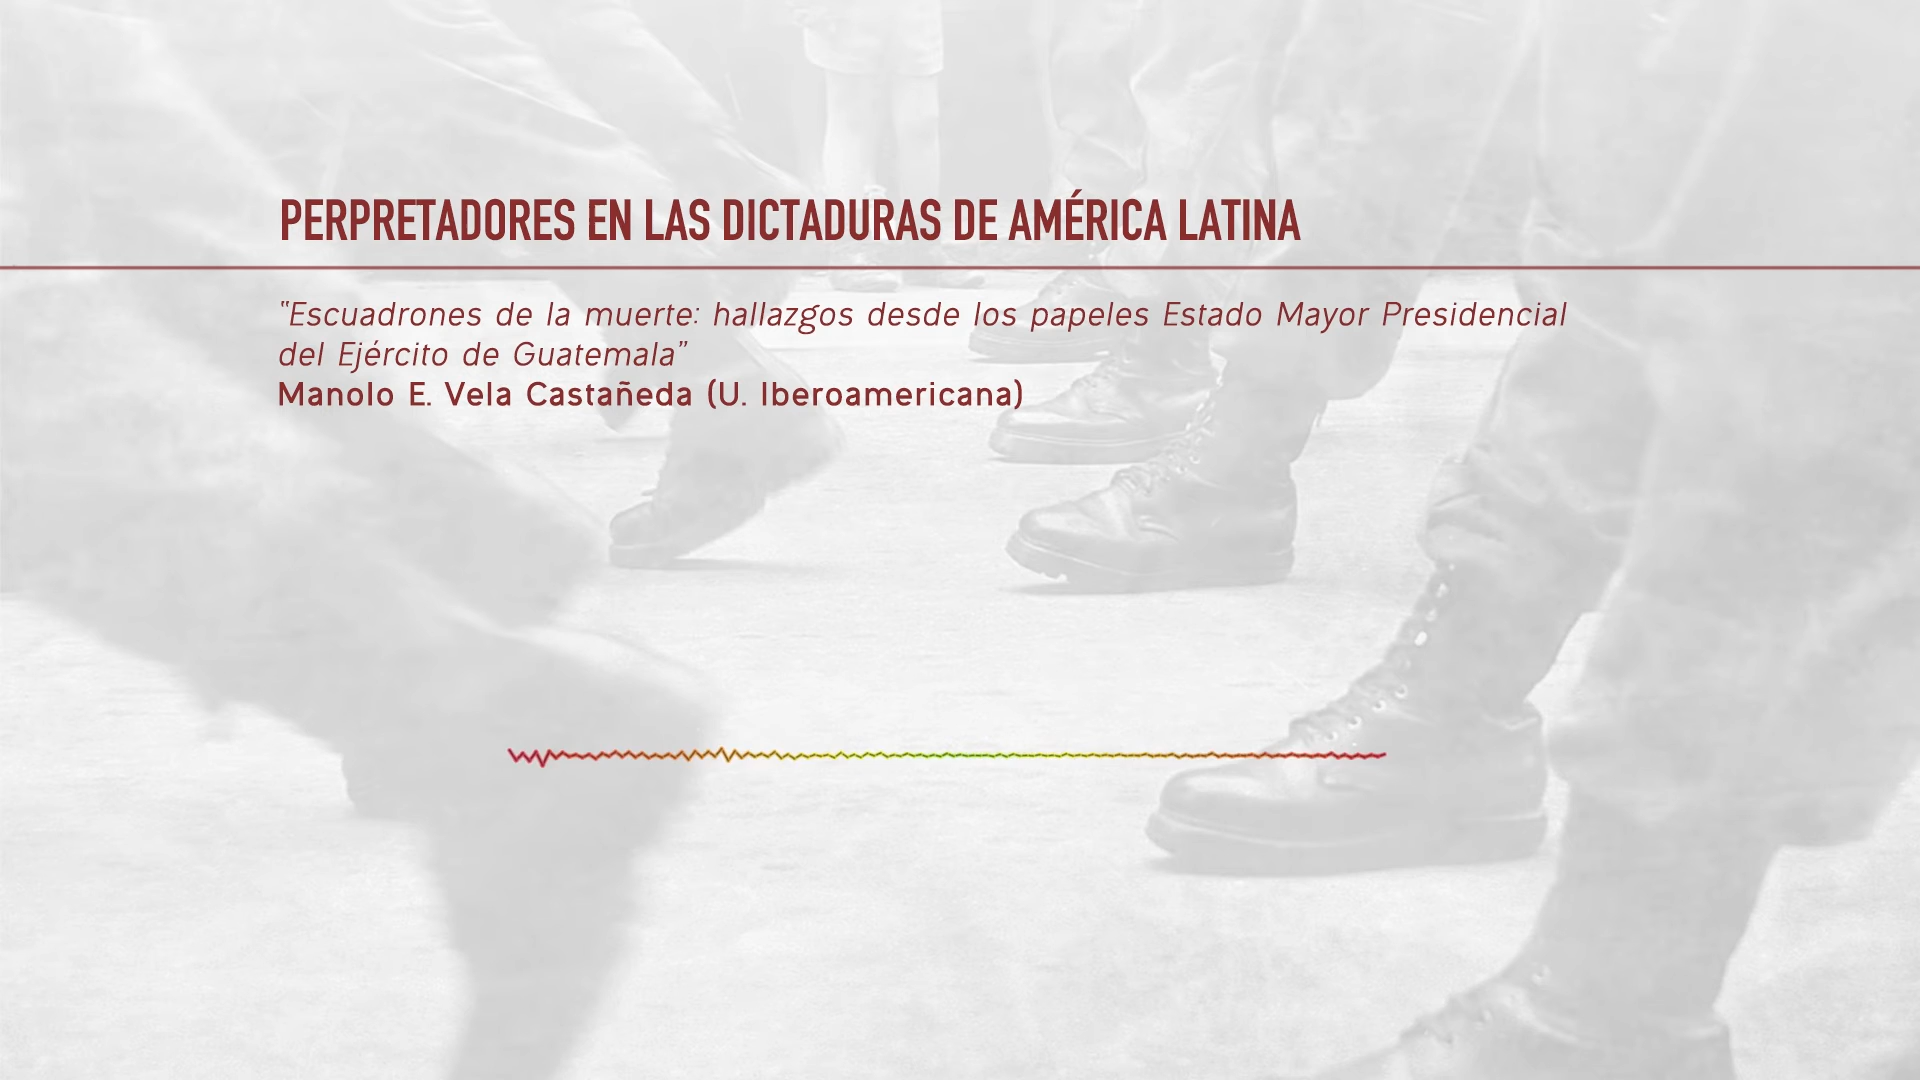 PERPRETADORES EN LAS DICTADURAS DE AMÉRICA LATINA
“Escuadrones de la muerte: hallazgos desde los papeles Estado Mayor Presidencial
del Ejército de Guatemala”
Manolo E. Vela Castañeda (U. Iberoamericana)